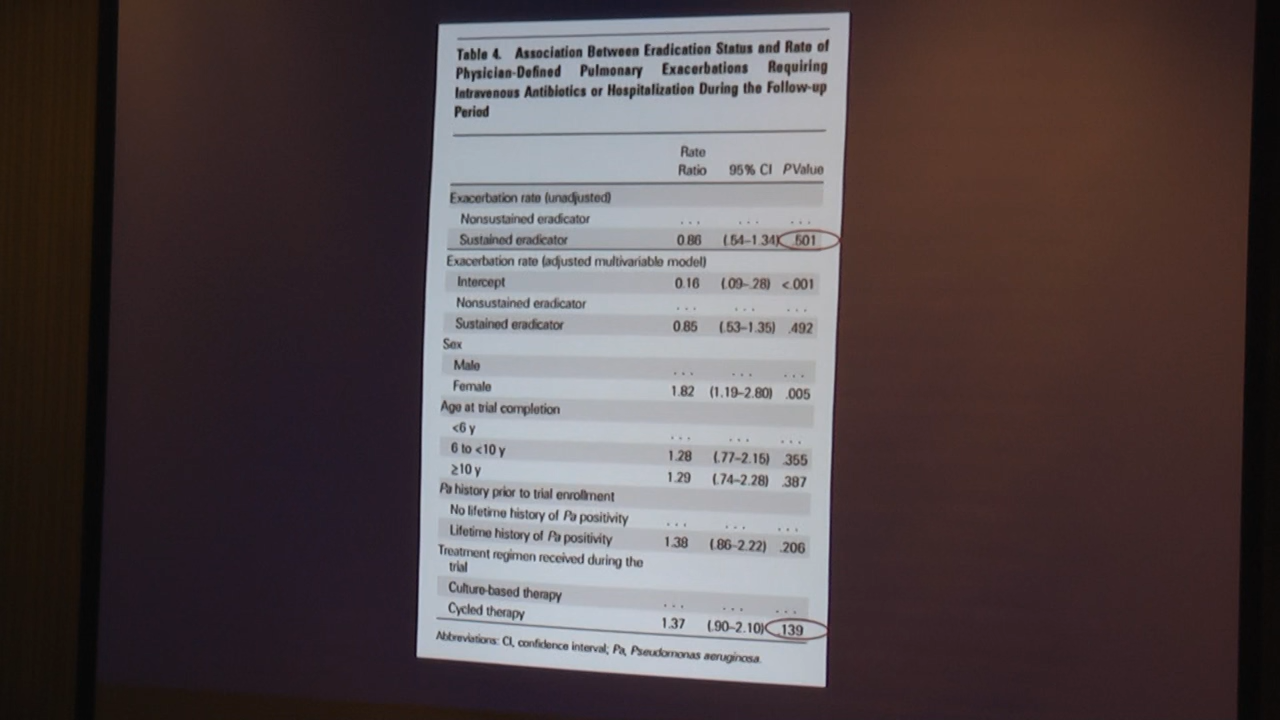 Table 4. Association Between Eradication Status and Rate of
Physician-Defined Pulmonary Exacerbations Requiring
Intravenous Antibiotics or Hospitalization During the Follow-up
Period
Rate
Ratio 95% CI P Value
Exacerbation rate (unadjusted)
Nonsustained eradicator ... ... ...
Sustained eradicator 0.86 (.54–1.34) .501
Exacerbation rate (adjusted multivariable model)
Intercept 0.16 (.09–.28) <.001
Nonsustained eradicator ... ... ...
Sustained eradicator 0.85 (.53–1.35) .492
Sex
Male ... ... ...
Female 1.82 (1.19–2.80) .005
Age at trial completion
<6 y ... ... ...
6 to <10 y 1.28 (.77–2.15) .355
≥10 y 1.29 (.74–2.28) .387
Pa history prior to trial enrollment
No lifetime history of Pa positivity ... ... ...
Lifetime history of Pa positivity 1.38 (.86–2.22) .206
Treatment regimen received during the
trial
Culture-based therapy ... ... ...
Cycled therapy 1.37 (.90–2.10) .139
Abbreviations: CI, confidence interval; Pa, Pseudomonas aeruginosa.